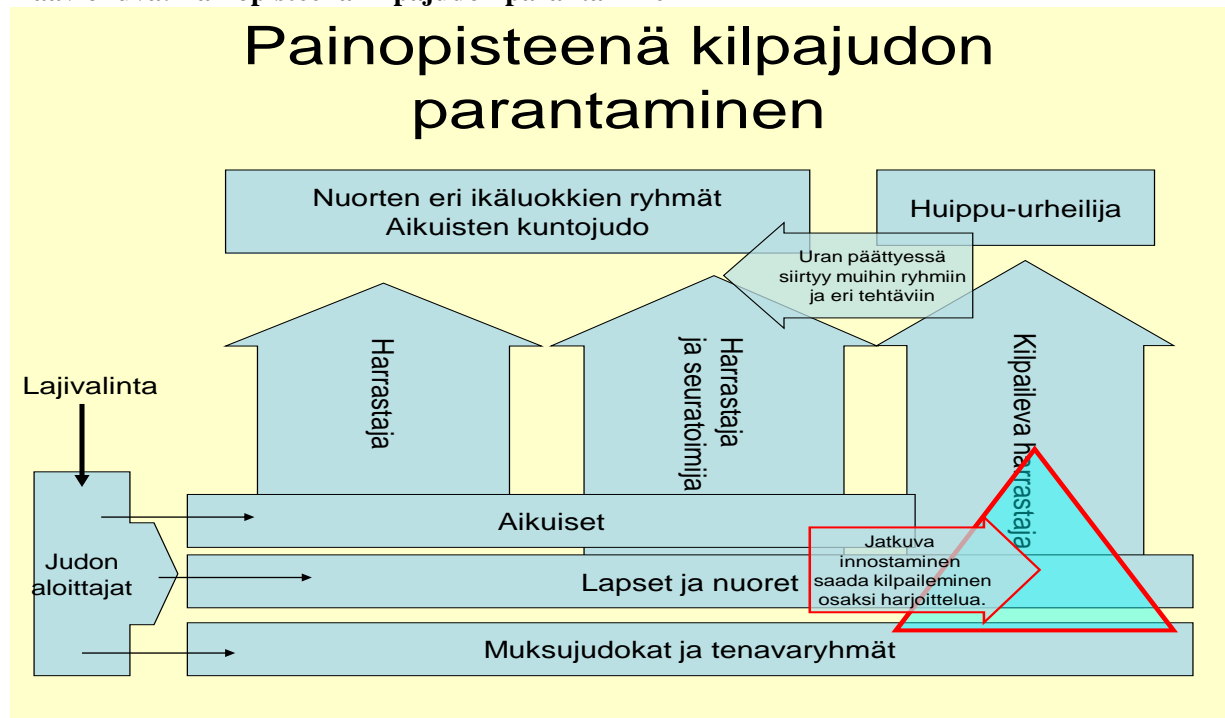 Painopisteenä kilpajudon
parantaminen
Nuorten eri ikäluokkien ryhmät
Aikuisten kuntojudo
Huippu-urheilija
Uran päättyessä
siirtyy muihin ryhmiin
ja eri tehtäviin
Harrastaja
Harrastaja
ja seuratoimija
Kilpaileva harrastaja
Lajivalinta
Judon
aloittajat
Aikuiset
Lapset ja nuoret
Jatkuva
innostaminen
saada kilpaileminen
osaksi harjoittelua.
Muksujudokat ja tenavaryhmät